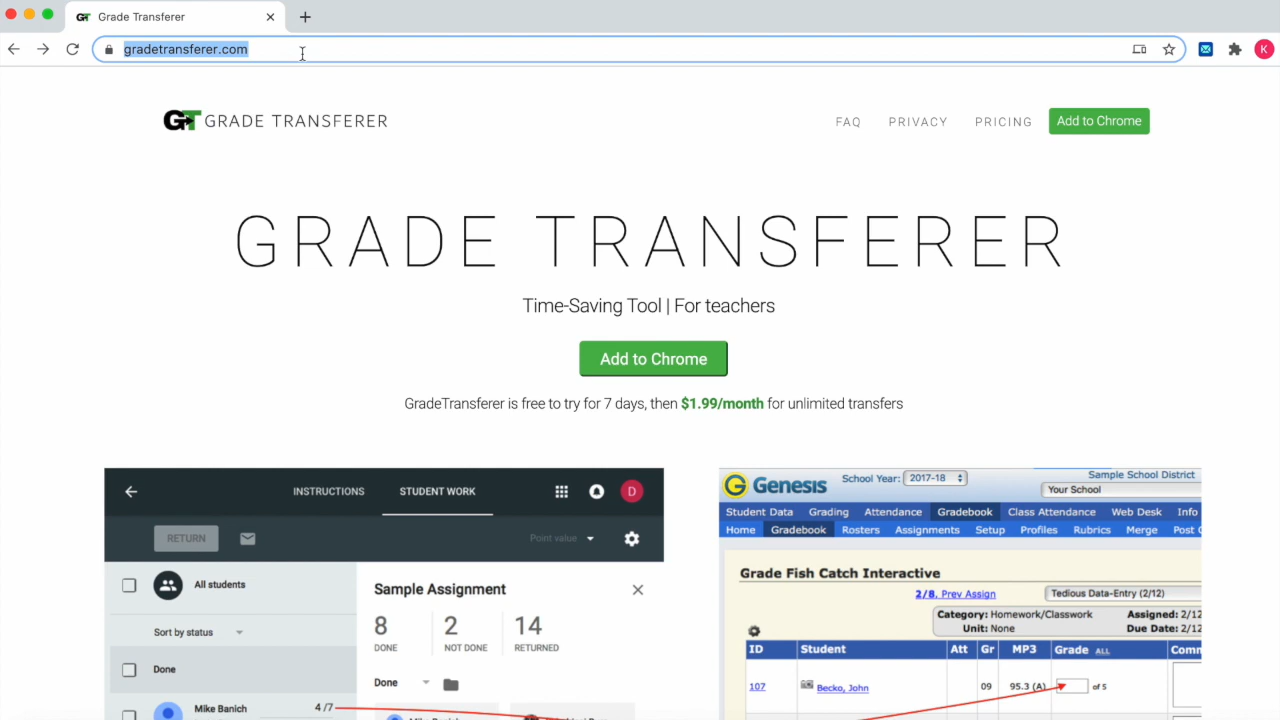 Grade Transferer
gradetransferer.com
K
GT GRADE TRANSFERER
FAQ PRIVACY PRICING Add to Chrome
GRADE TRANSFERER
Time-Saving Tool | For teachers
Add to Chrome
GradeTransferer is free to try for 7 days, then $1.99/month for unlimited transfers
INSTRUCTIONS STUDENT WORK D
RETURN Point value
All students
Sort by status
Done
Mike Banich 4 /7
Sample Assignment
8 2 14
DONE NOT DONE RETURNED
Done
Genesis School Year: 2017-18 Sample School District
Your School
Student Data Grading Attendance Gradebook Class Attendance Web Desk Info
Home Gradebook Rosters Assignments Setup Profiles Rubrics Merge Post
Grade Fish Catch Interactive
2/8, Prev Assign Tedious Data-Entry (2/12)
Category: Homework/Classwork Assigned: 2/12
Unit: None Due Date: 2/12
ID Student Att Gr MP3 Grade ALL Comm
107 Becko, John 09 95.3 (A) of 5